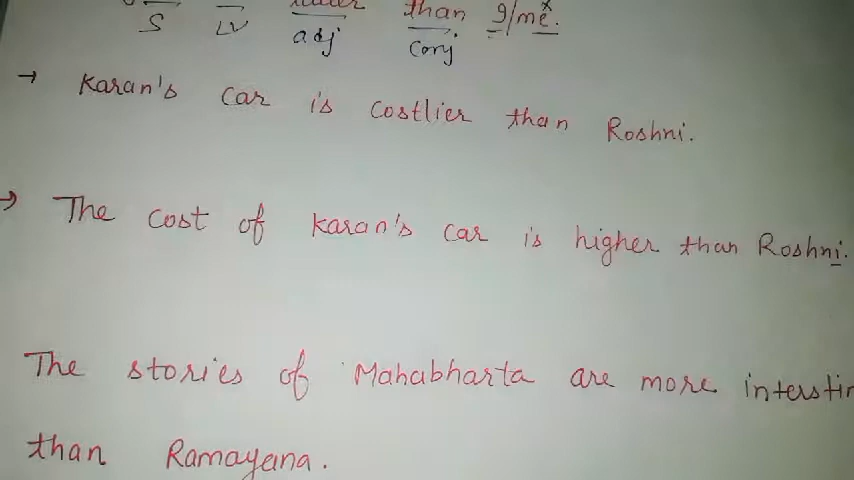 than I/me.
S LV adj conj
→ Karan's car is costlier than Roshni.
→ The cost of Karan's car is higher than Roshni.
The stories of Mahabharta are more
than Ramayana.